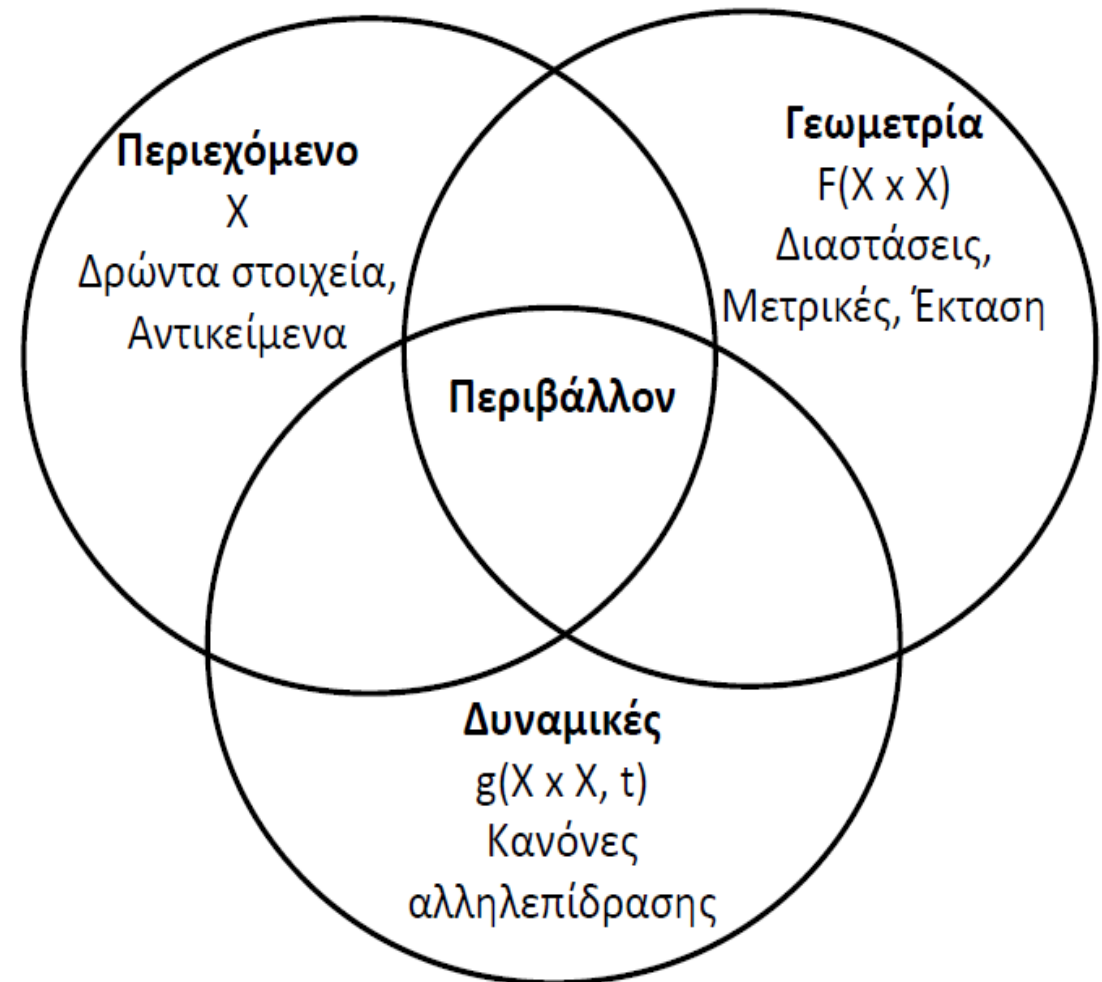 Περιεχόμενο
X
Δρώντα στοιχεία,
Αντικείμενα
Γεωμετρία
F(X x X)
Διαστάσεις,
Μετρικές, Έκταση
Περιβάλλον
Δυναμικές
g(X x X, t)
Κανόνες
αλληλεπίδρασης